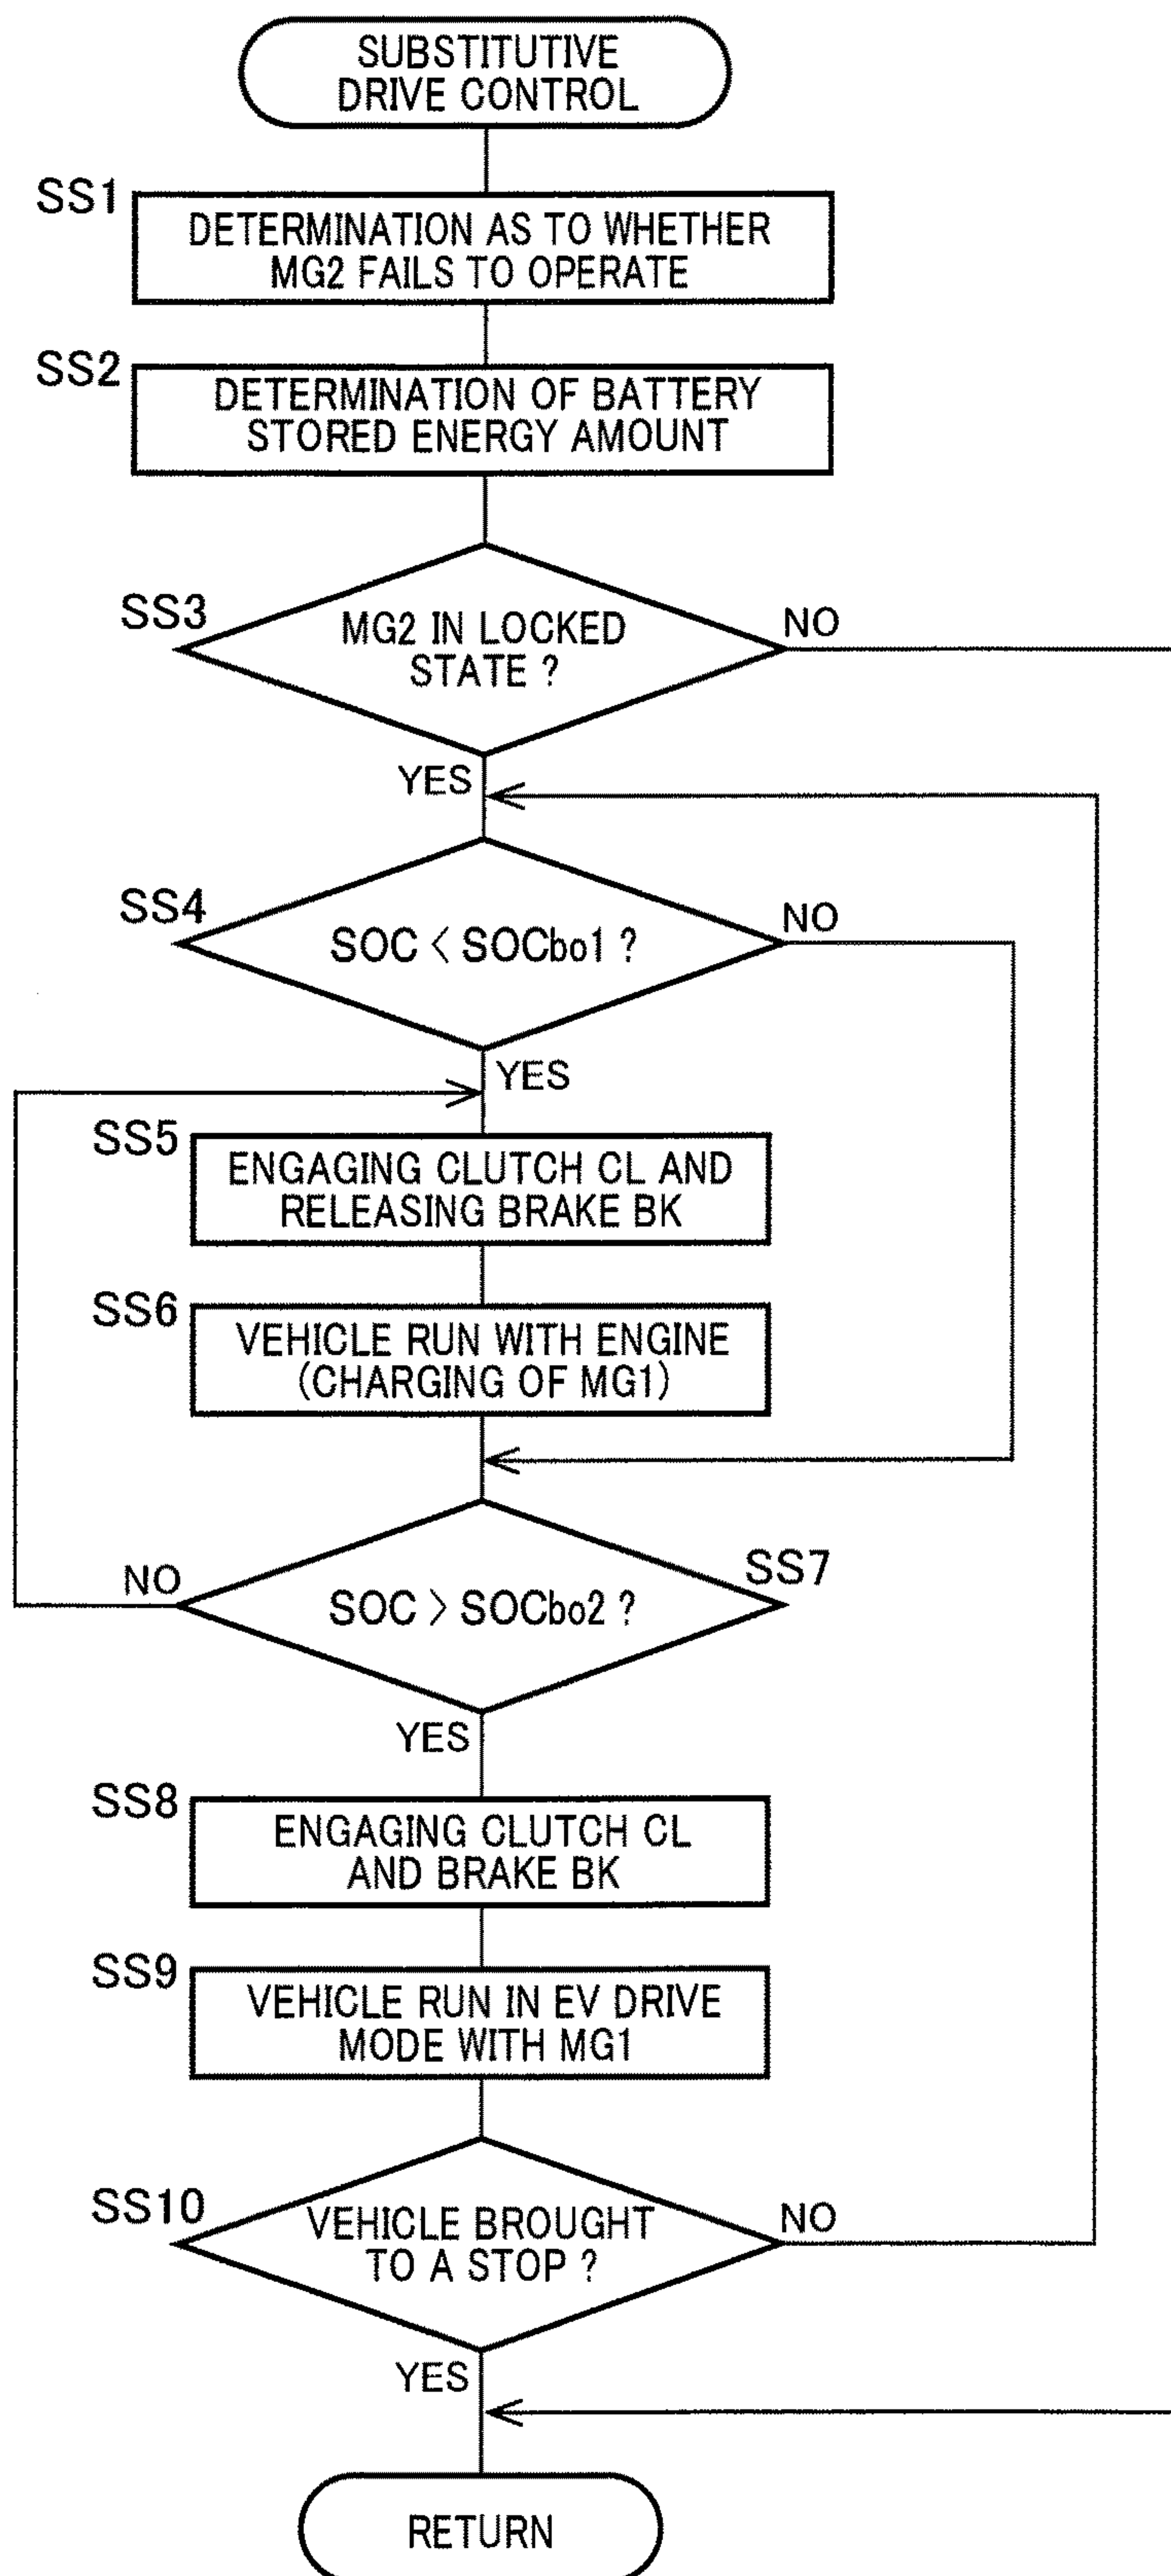 SUBSTITUTIVE
DRIVE CONTROL
SS1
DETERMINATION AS TO WHETHER
MG2 FAILS TO OPERATE
SS2
DETERMINATION OF BATTERY
STORED ENERGY AMOUNT
SS3
MG2 IN LOCKED
STATE ?
NO
YES
SS4
SOC < SOCbo1 ?
NO
YES
SS5
ENGAGING CLUTCH CL AND
RELEASING BRAKE BK
SS6
VEHICLE RUN WITH ENGINE
(CHARGING OF MG1)
NO
SOC > SOCbo2 ?
SS7
YES
SS8
ENGAGING CLUTCH CL
AND BRAKE BK
SS9
VEHICLE RUN IN EV DRIVE
MODE WITH MG1
SS10
VEHICLE BROUGHT
TO A STOP ?
NO
YES
RETURN